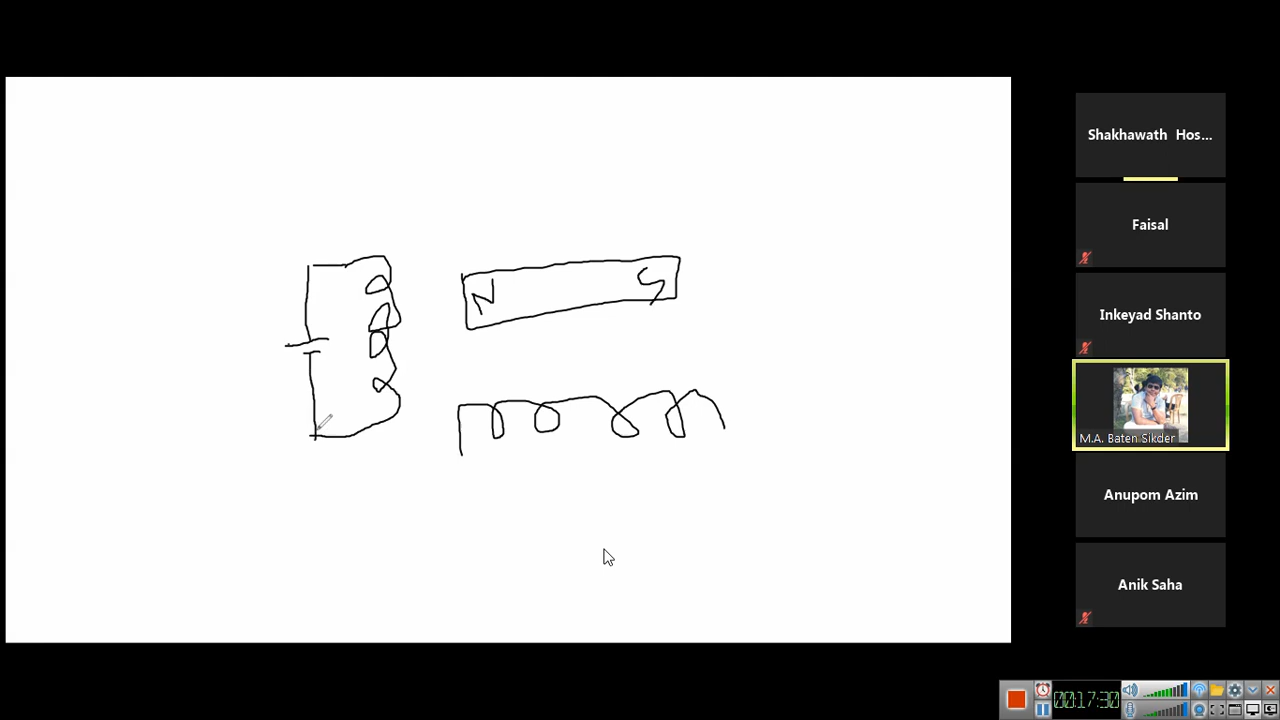 Shakhawath Hos...
Faisal
N S
Inkeyad Shanto
M.A. Baten Sikder
Anupom Azim
Anik Saha
00:17:30